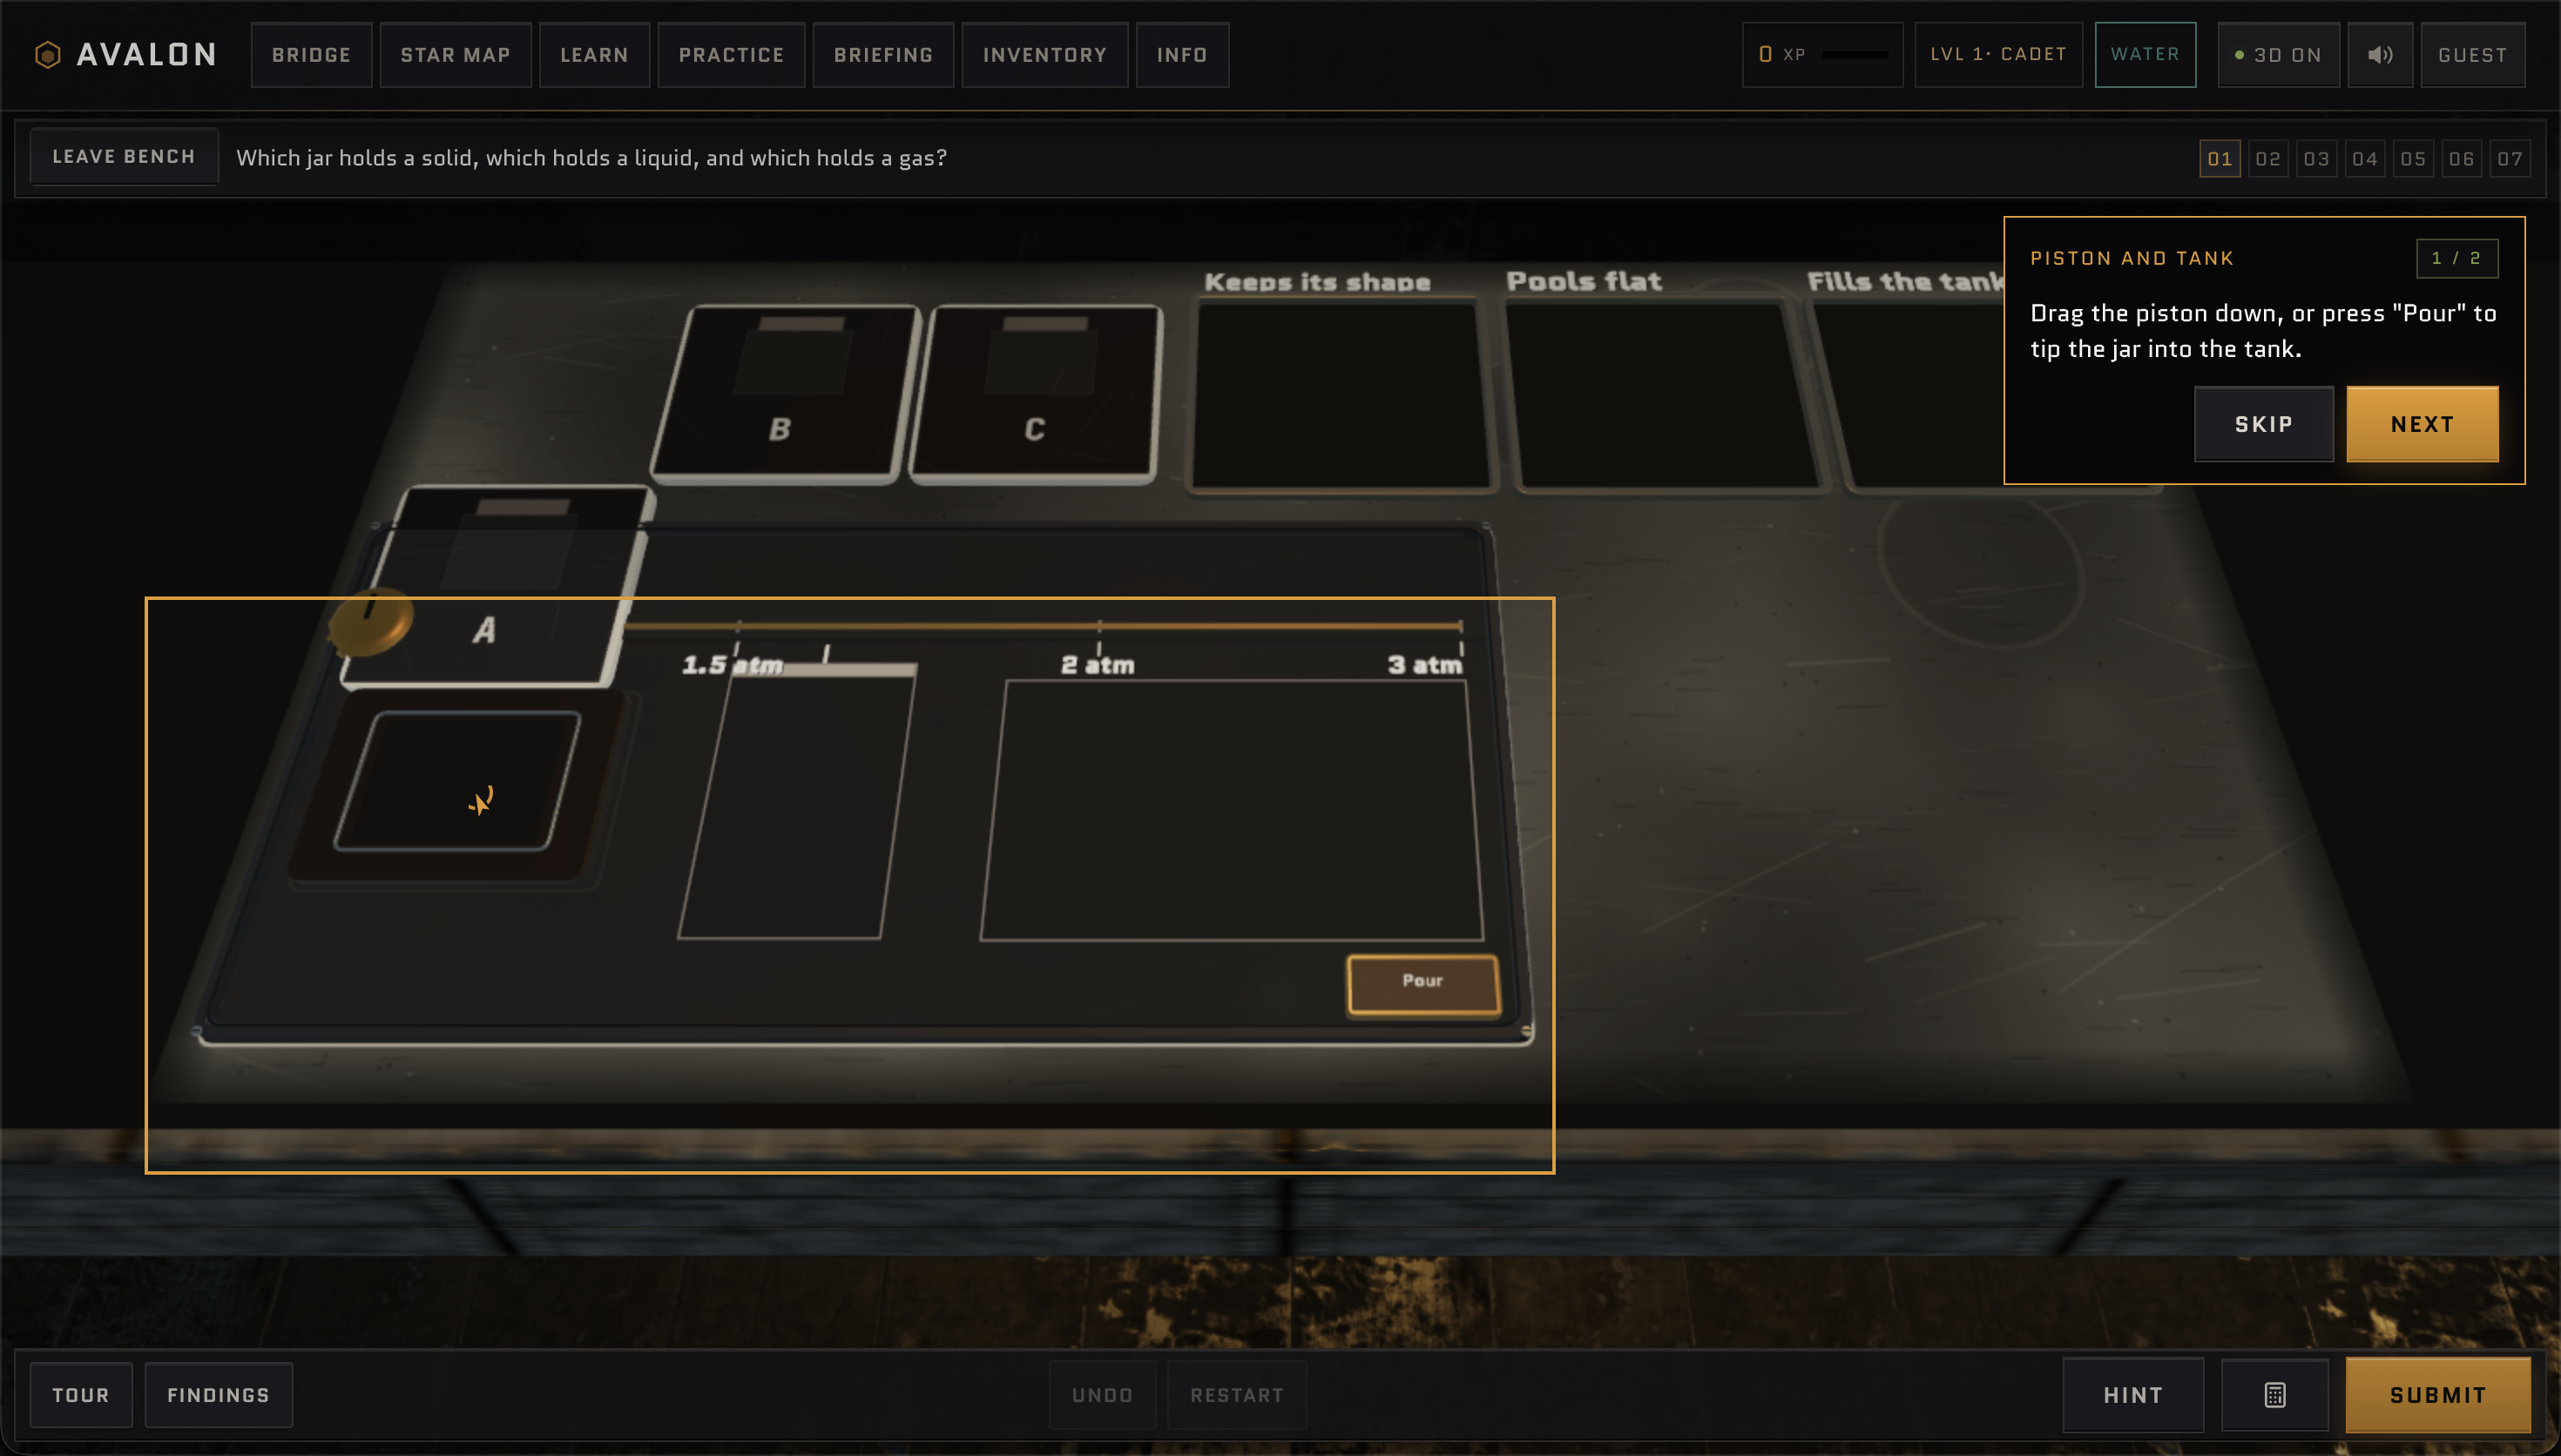 AVALON
BRIDGE
STAR MAP
LEARN
PRACTICE
BRIEFING
INVENTORY
INFO
0 XP
LVL 1· CADET
WATER
3D ON
GUEST
LEAVE BENCH
Which jar holds a solid, which holds a liquid, and which holds a gas?
01 02 03 04 05 06 07
Keeps its shape
Pools flat
Fills the tank
PISTON AND TANK
1 / 2
Drag the piston down, or press "Pour" to
tip the jar into the tank.
SKIP
NEXT
B
C
A
1.5 atm
2 atm
3 atm
Pour
TOUR
FINDINGS
UNDO
RESTART
HINT
SUBMIT